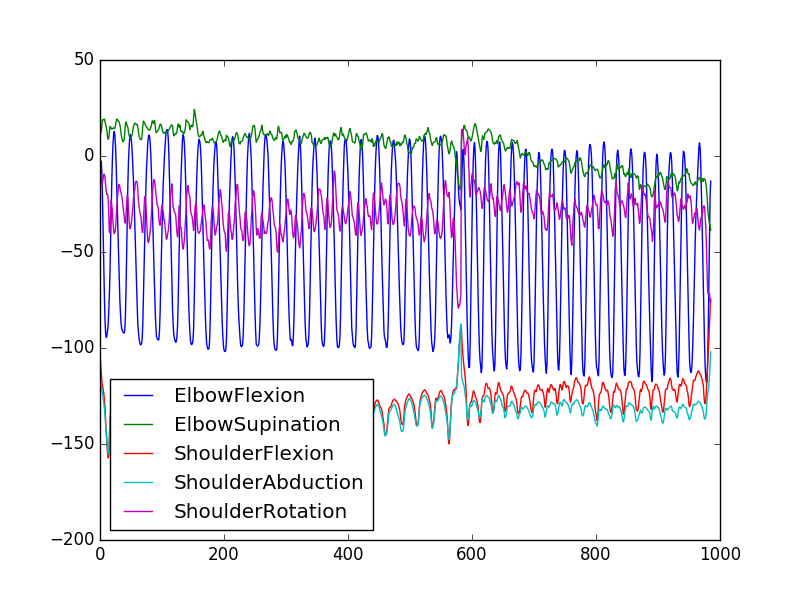 50
0
−50
−100
−150
−200
ElbowFlexion
ElbowSupination
ShoulderFlexion
ShoulderAbduction
ShoulderRotation
0 200 400 600 800 1000